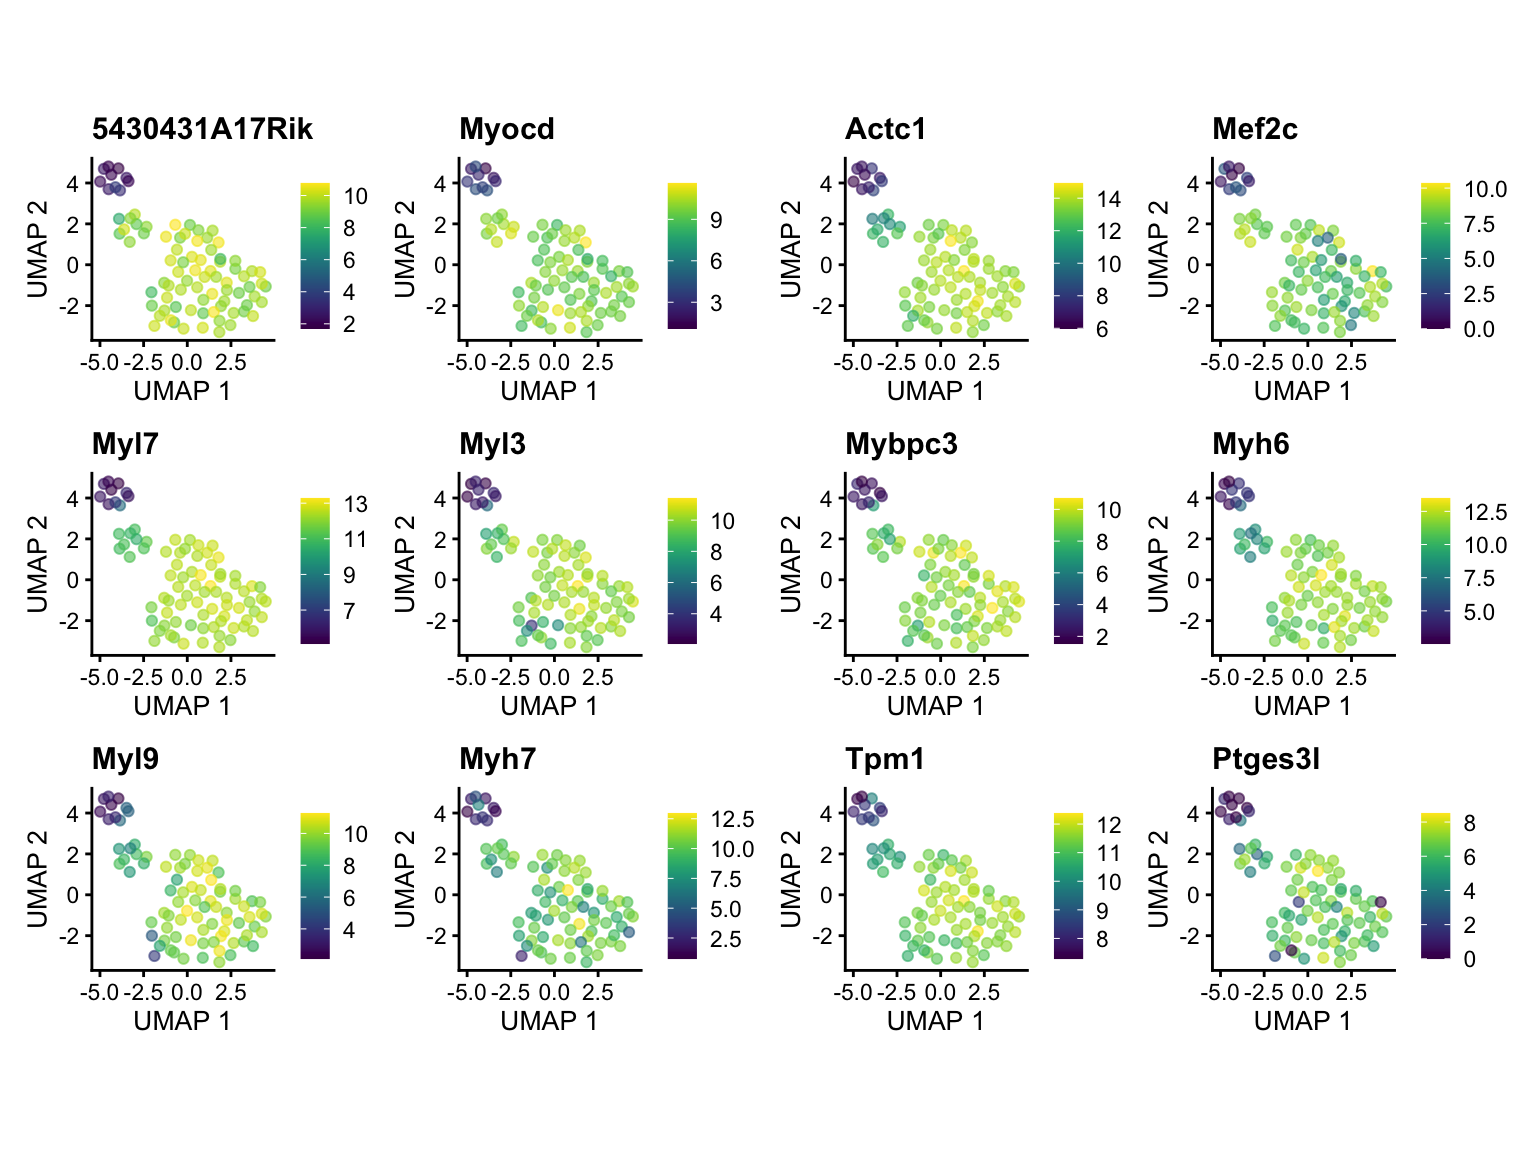 5430431A17Rik Myocd Actc1 Mef2c
UMAP 2 4 2 0 -2 10 8 6 4 2
UMAP 2 4 2 0 -2 9 6 3
UMAP 2 4 2 0 -2 14 12 10 8 6
UMAP 2 4 2 0 -2 10.0 7.5 5.0 2.5 0.0
-5.0 -2.5 0.0 2.5 -5.0 -2.5 0.0 2.5 -5.0 -2.5 0.0 2.5 -5.0 -2.5 0.0 2.5
UMAP 1 UMAP 1 UMAP 1 UMAP 1
Myl7 Myl3 Mybpc3 Myh6
UMAP 2 4 2 0 -2 13 11 9 7
UMAP 2 4 2 0 -2 10 8 6 4
UMAP 2 4 2 0 -2 10 8 6 4 2
UMAP 2 4 2 0 -2 12.5 10.0 7.5 5.0
-5.0 -2.5 0.0 2.5 -5.0 -2.5 0.0 2.5 -5.0 -2.5 0.0 2.5 -5.0 -2.5 0.0 2.5
UMAP 1 UMAP 1 UMAP 1 UMAP 1
Myl9 Myh7 Tpm1 Ptges3l
UMAP 2 4 2 0 -2 10 8 6 4
UMAP 2 4 2 0 -2 12.5 10.0 7.5 5.0 2.5
UMAP 2 4 2 0 -2 12 11 10 9 8
UMAP 2 4 2 0 -2 8 6 4 2 0
-5.0 -2.5 0.0 2.5 -5.0 -2.5 0.0 2.5 -5.0 -2.5 0.0 2.5 -5.0 -2.5 0.0 2.5
UMAP 1 UMAP 1 UMAP 1 UMAP 1